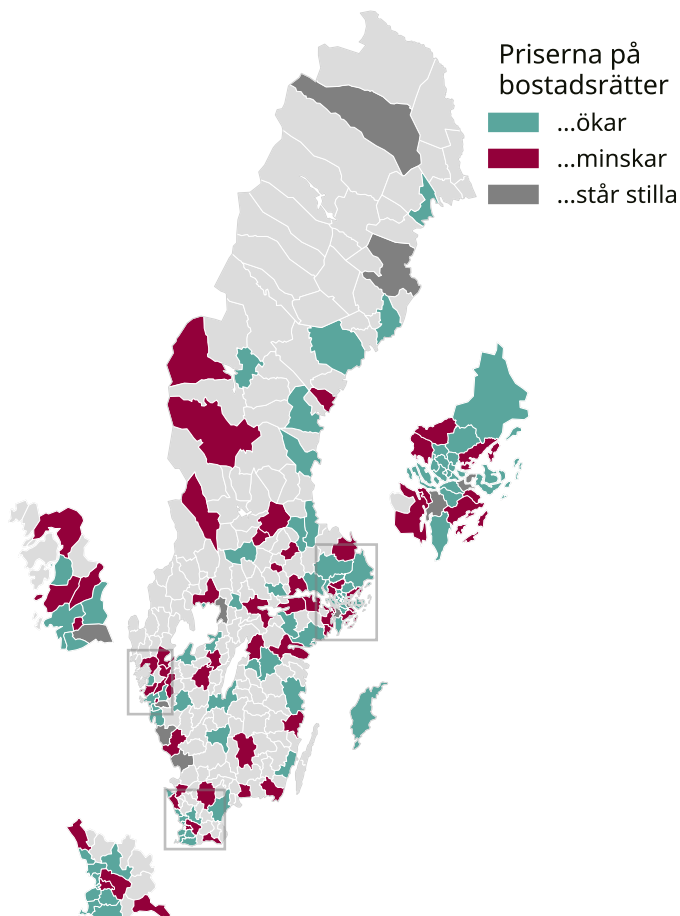 Priserna på
bostadsrätter
...ökar
...minskar
...står stilla